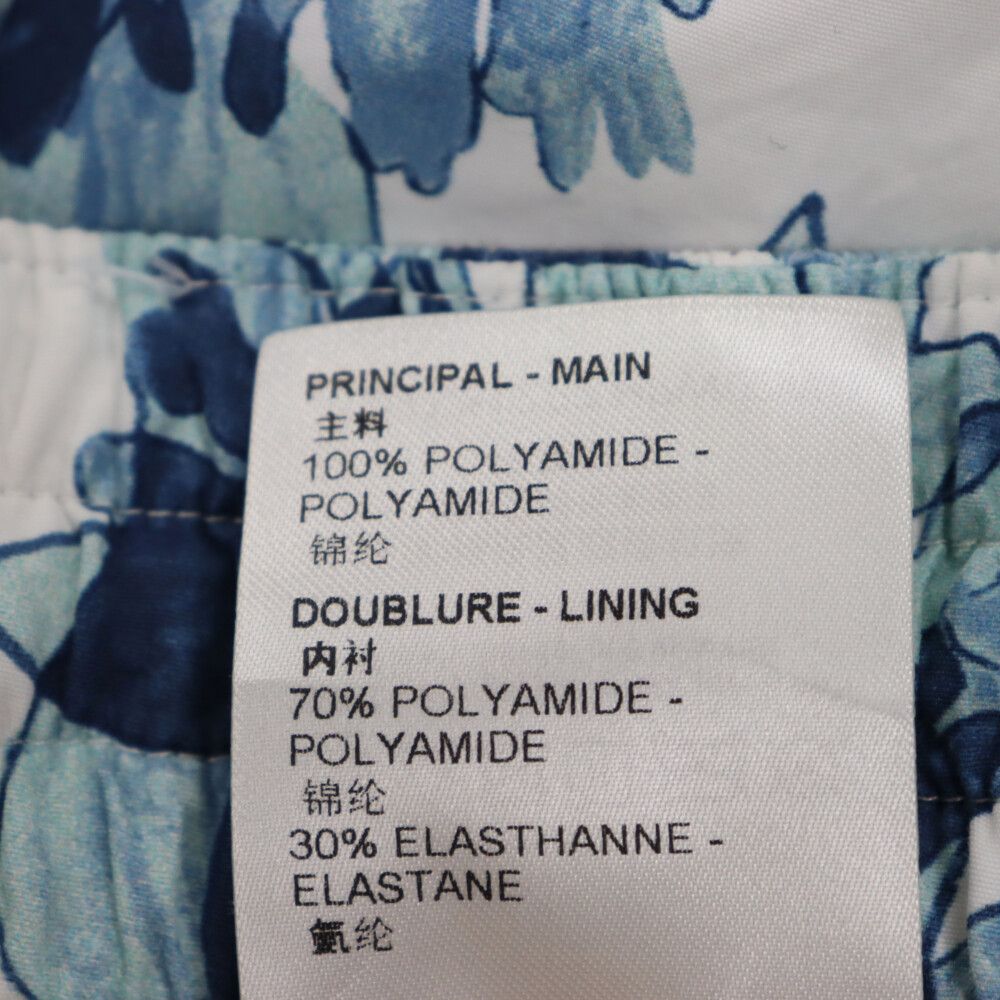 PRINCIPAL - MAIN
主料
100% POLYAMIDE -
POLYAMIDE
锦纶
DOUBLURE - LINING
内衬
70% POLYAMIDE -
POLYAMIDE
锦纶
30% ELASTHANNE -
ELASTANE
氨纶